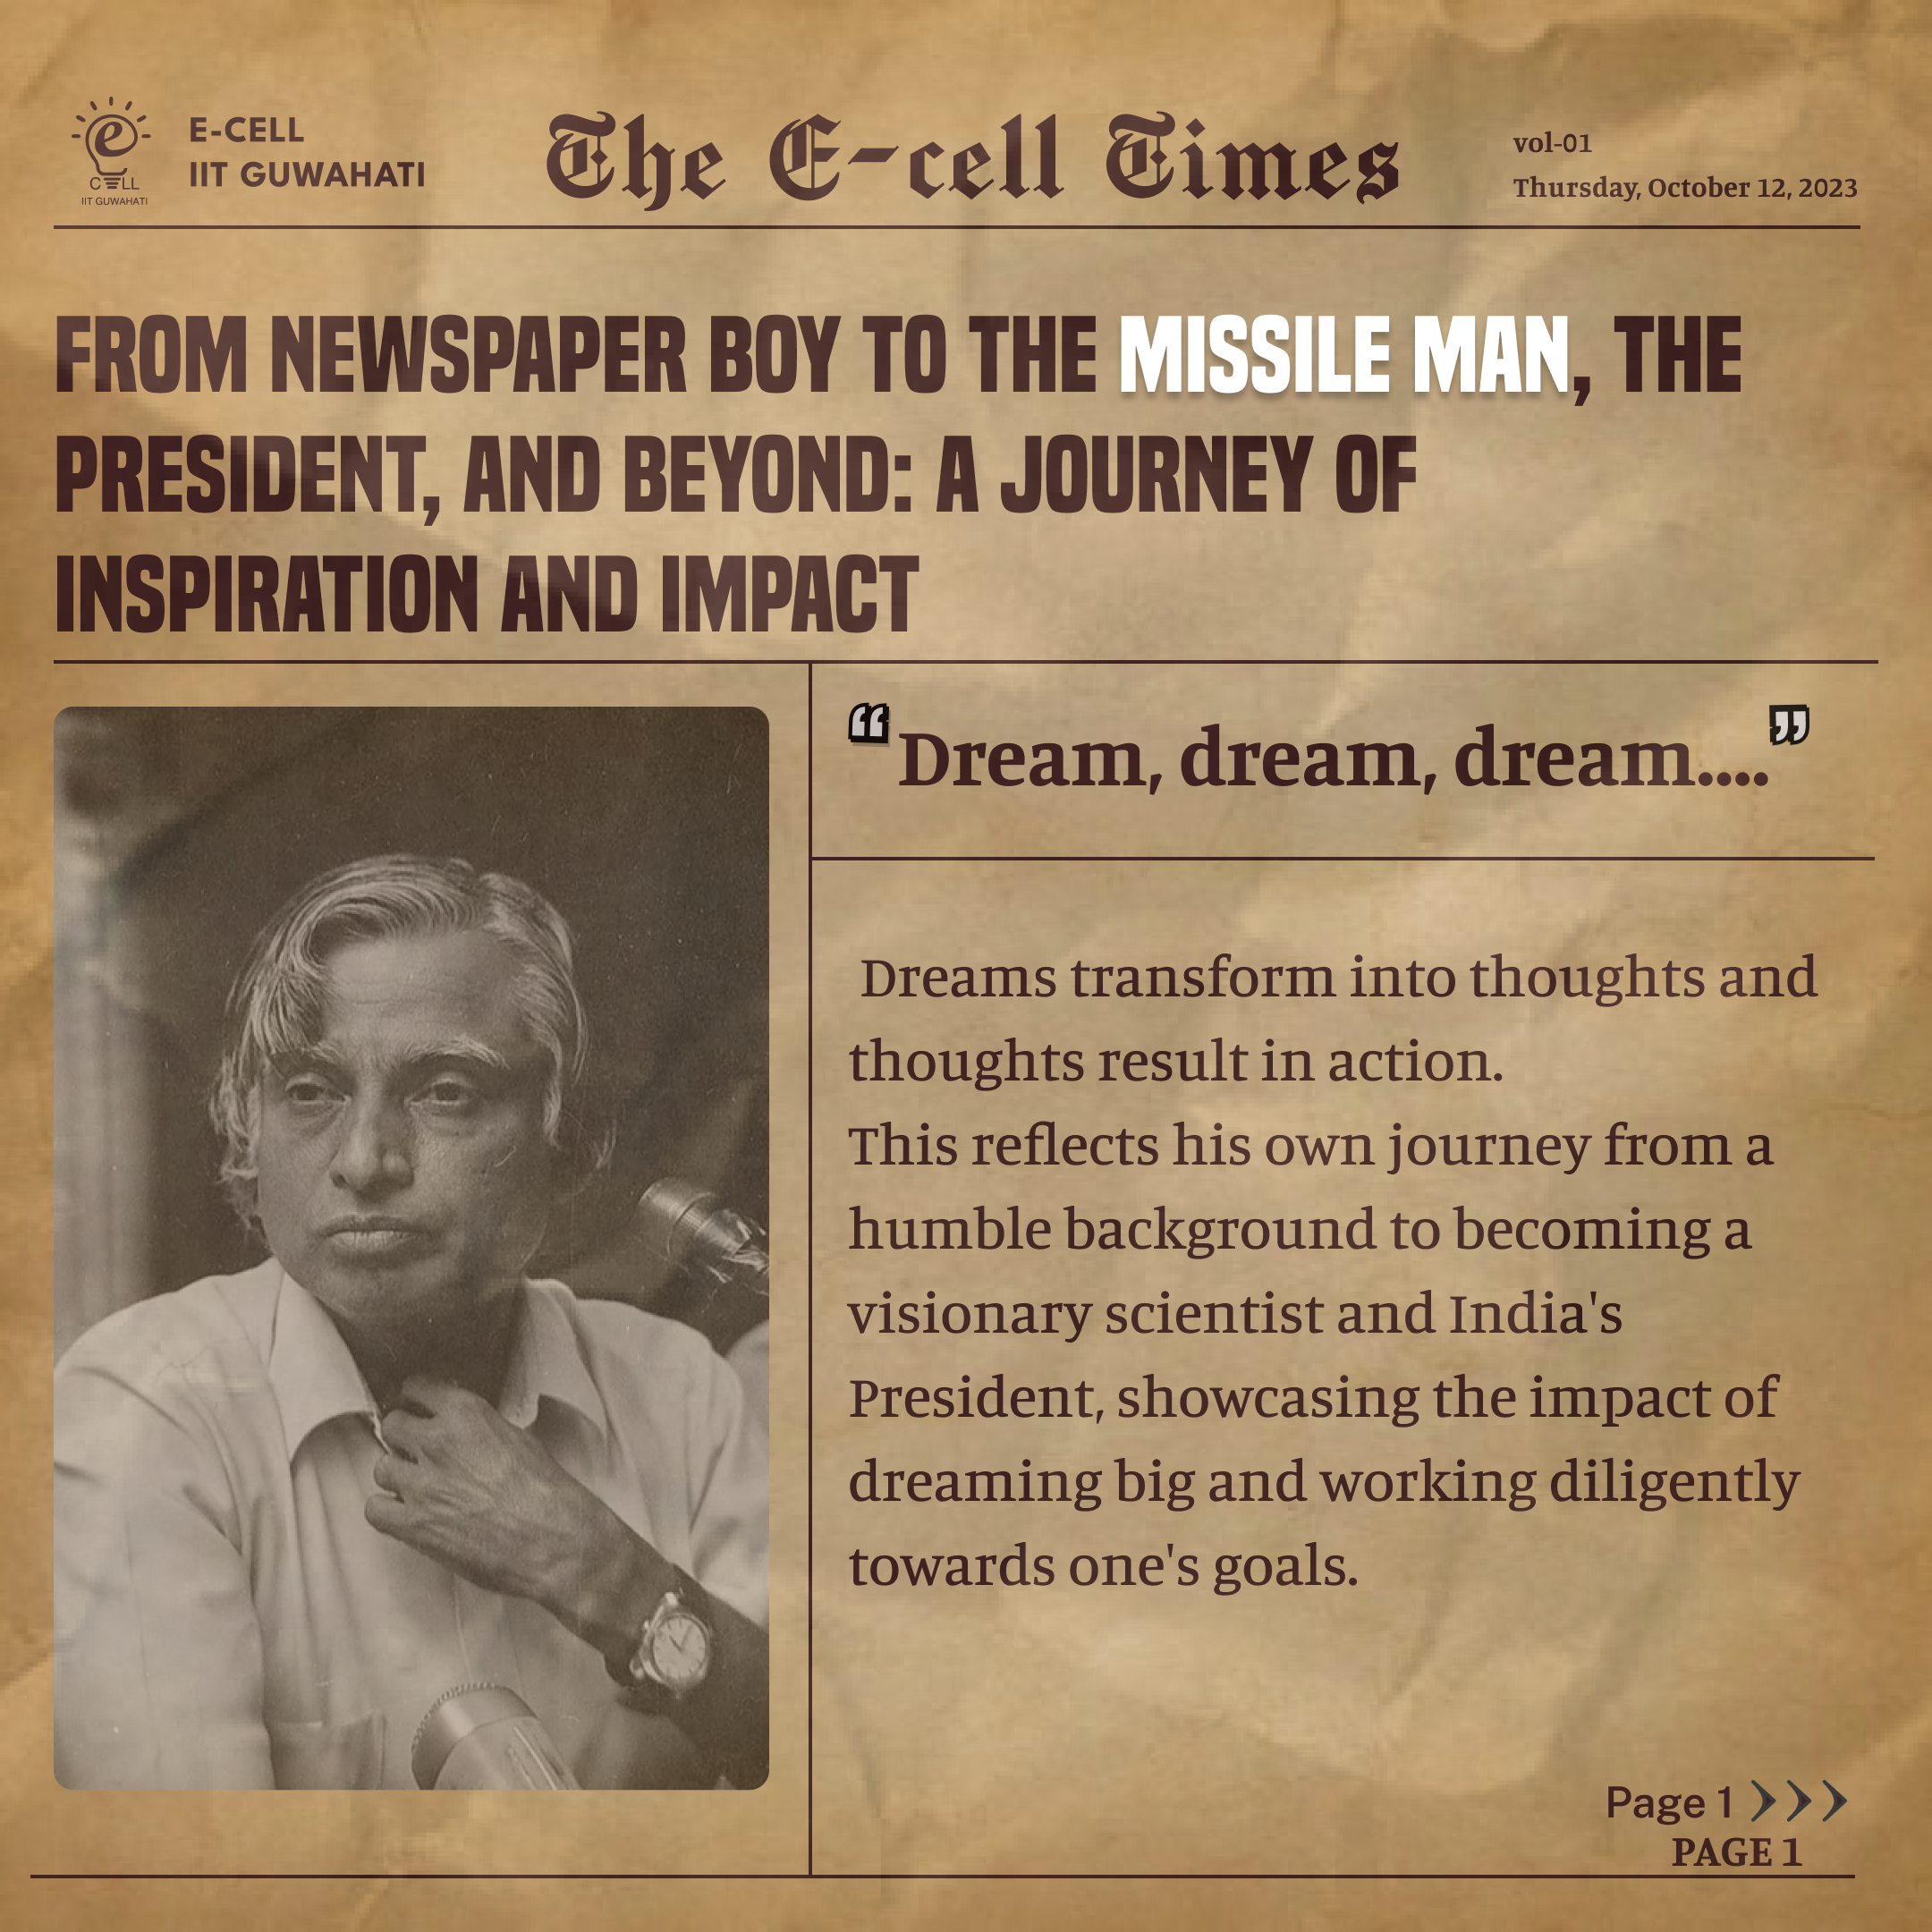 C LL
IIT GUWAHATI
E-CELL
IIT GUWAHATI
The E-cell Times
vol-01
Thursday, October 12, 2023
FROM NEWSPAPER BOY TO THE MISSILE MAN, THE
PRESIDENT, AND BEYOND: A JOURNEY OF
INSPIRATION AND IMPACT
“Dream, dream, dream....”
Dreams transform into thoughts and
thoughts result in action.
This reflects his own journey from a
humble background to becoming a
visionary scientist and India's
President, showcasing the impact of
dreaming big and working diligently
towards one's goals.
Page 1
PAGE 1